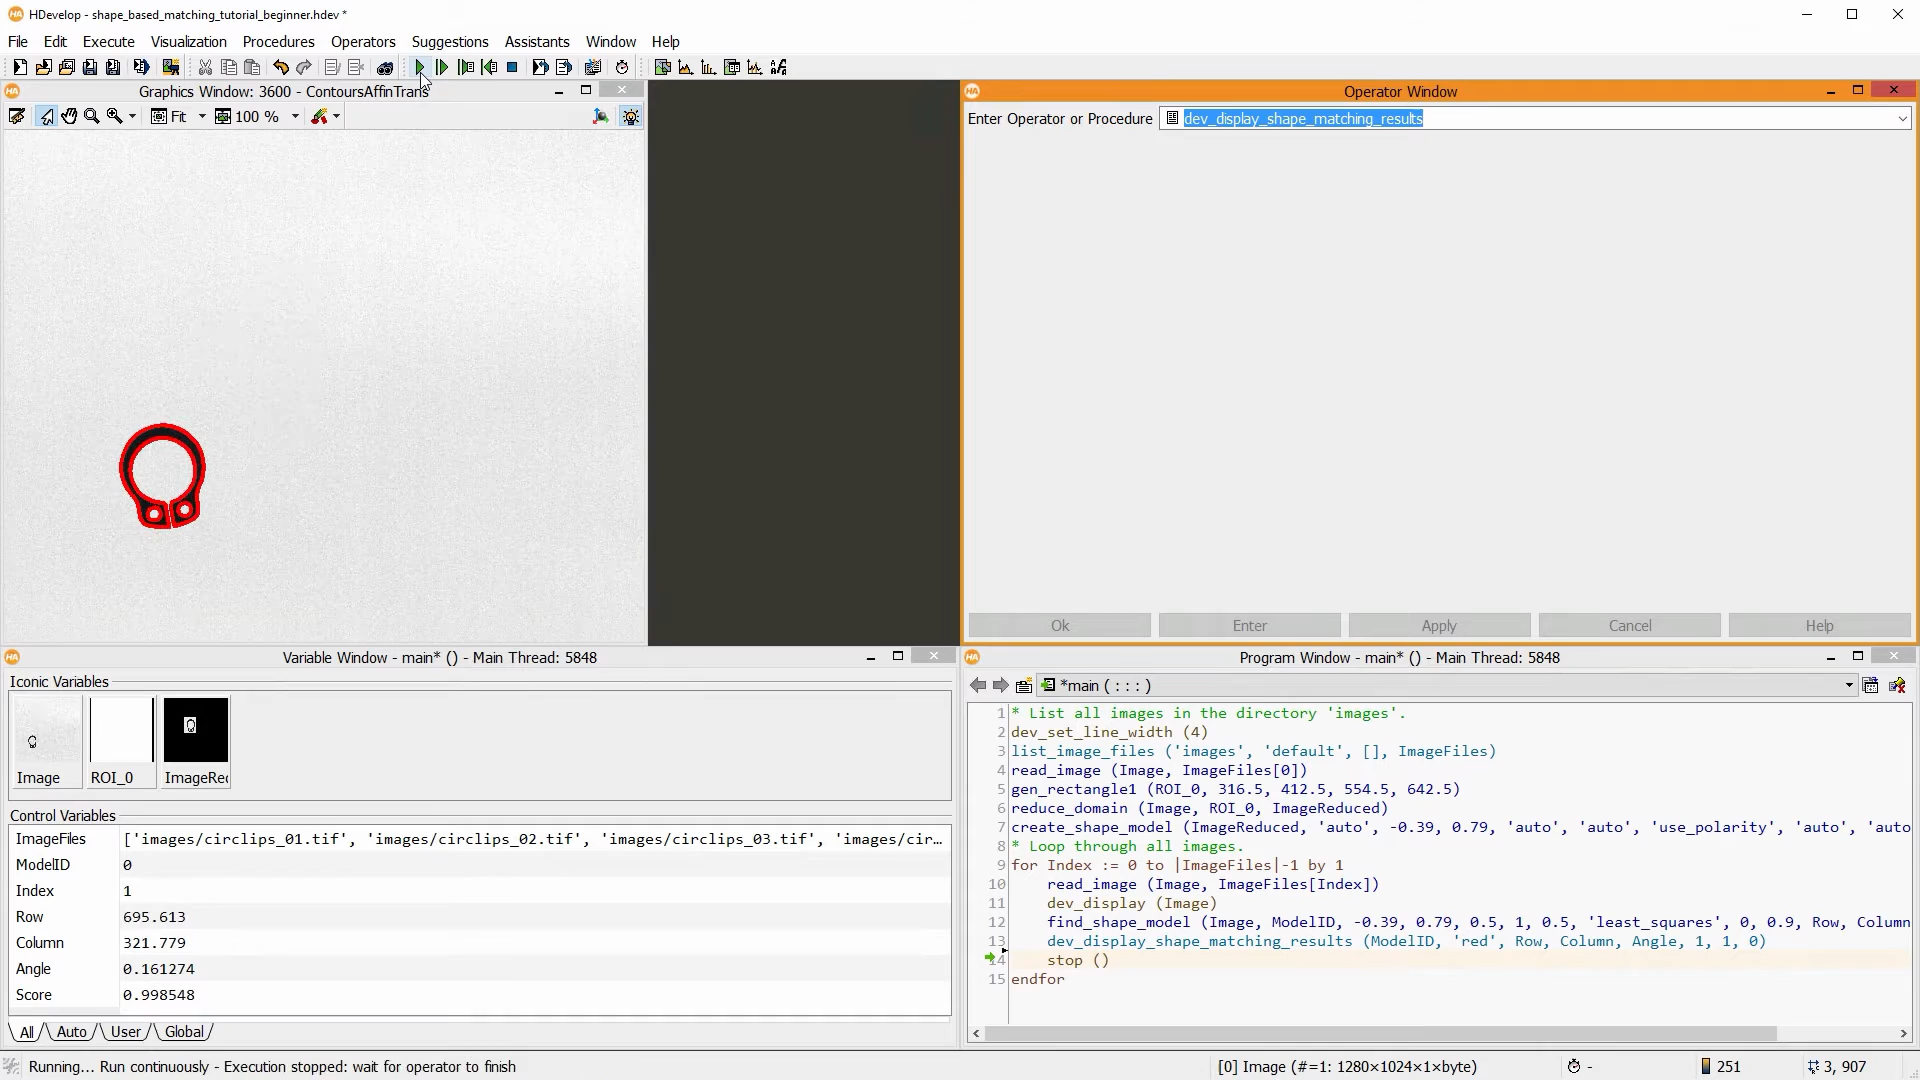 HDevelop - shape_based_matching_tutorial_beginner.hdev *
File Edit Execute Visualization Procedures Operators Suggestions Assistants Window Help
Graphics Window: 3600 - ContoursAffinTrans
Fit 100 %
Operator Window
Enter Operator or Procedure dev_display_shape_matching_results
Ok Enter Apply Cancel Help
Variable Window - main* () - Main Thread: 5848
Iconic Variables
Image ROI_0 ImageRec
Control Variables
ImageFiles ['images/circlips_01.tif', 'images/circlips_02.tif', 'images/circlips_03.tif', 'images/cir...
ModelID 0
Index 1
Row 695.613
Column 321.779
Angle 0.161274
Score 0.998548
All Auto User Global
Program Window - main* () - Main Thread: 5848
*main ( : : : )
1 * List all images in the directory 'images'.
2 dev_set_line_width (4)
3 list_image_files ('images', 'default', [], ImageFiles)
4 read_image (Image, ImageFiles[0])
5 gen_rectangle1 (ROI_0, 316.5, 412.5, 554.5, 642.5)
6 reduce_domain (Image, ROI_0, ImageReduced)
7 create_shape_model (ImageReduced, 'auto', -0.39, 0.79, 'auto', 'auto', 'use_polarity', 'auto', 'auto
8 * Loop through all images.
9 for Index := 0 to |ImageFiles|-1 by 1
10 read_image (Image, ImageFiles[Index])
11 dev_display (Image)
12 find_shape_model (Image, ModelID, -0.39, 0.79, 0.5, 1, 0.5, 'least_squares', 0, 0.9, Row, Column
13 dev_display_shape_matching_results (ModelID, 'red', Row, Column, Angle, 1, 1, 0)
14 stop ()
15 endfor
Running... Run continuously - Execution stopped: wait for operator to finish
[0] Image (#=1: 1280×1024×1×byte) - 251 3, 907